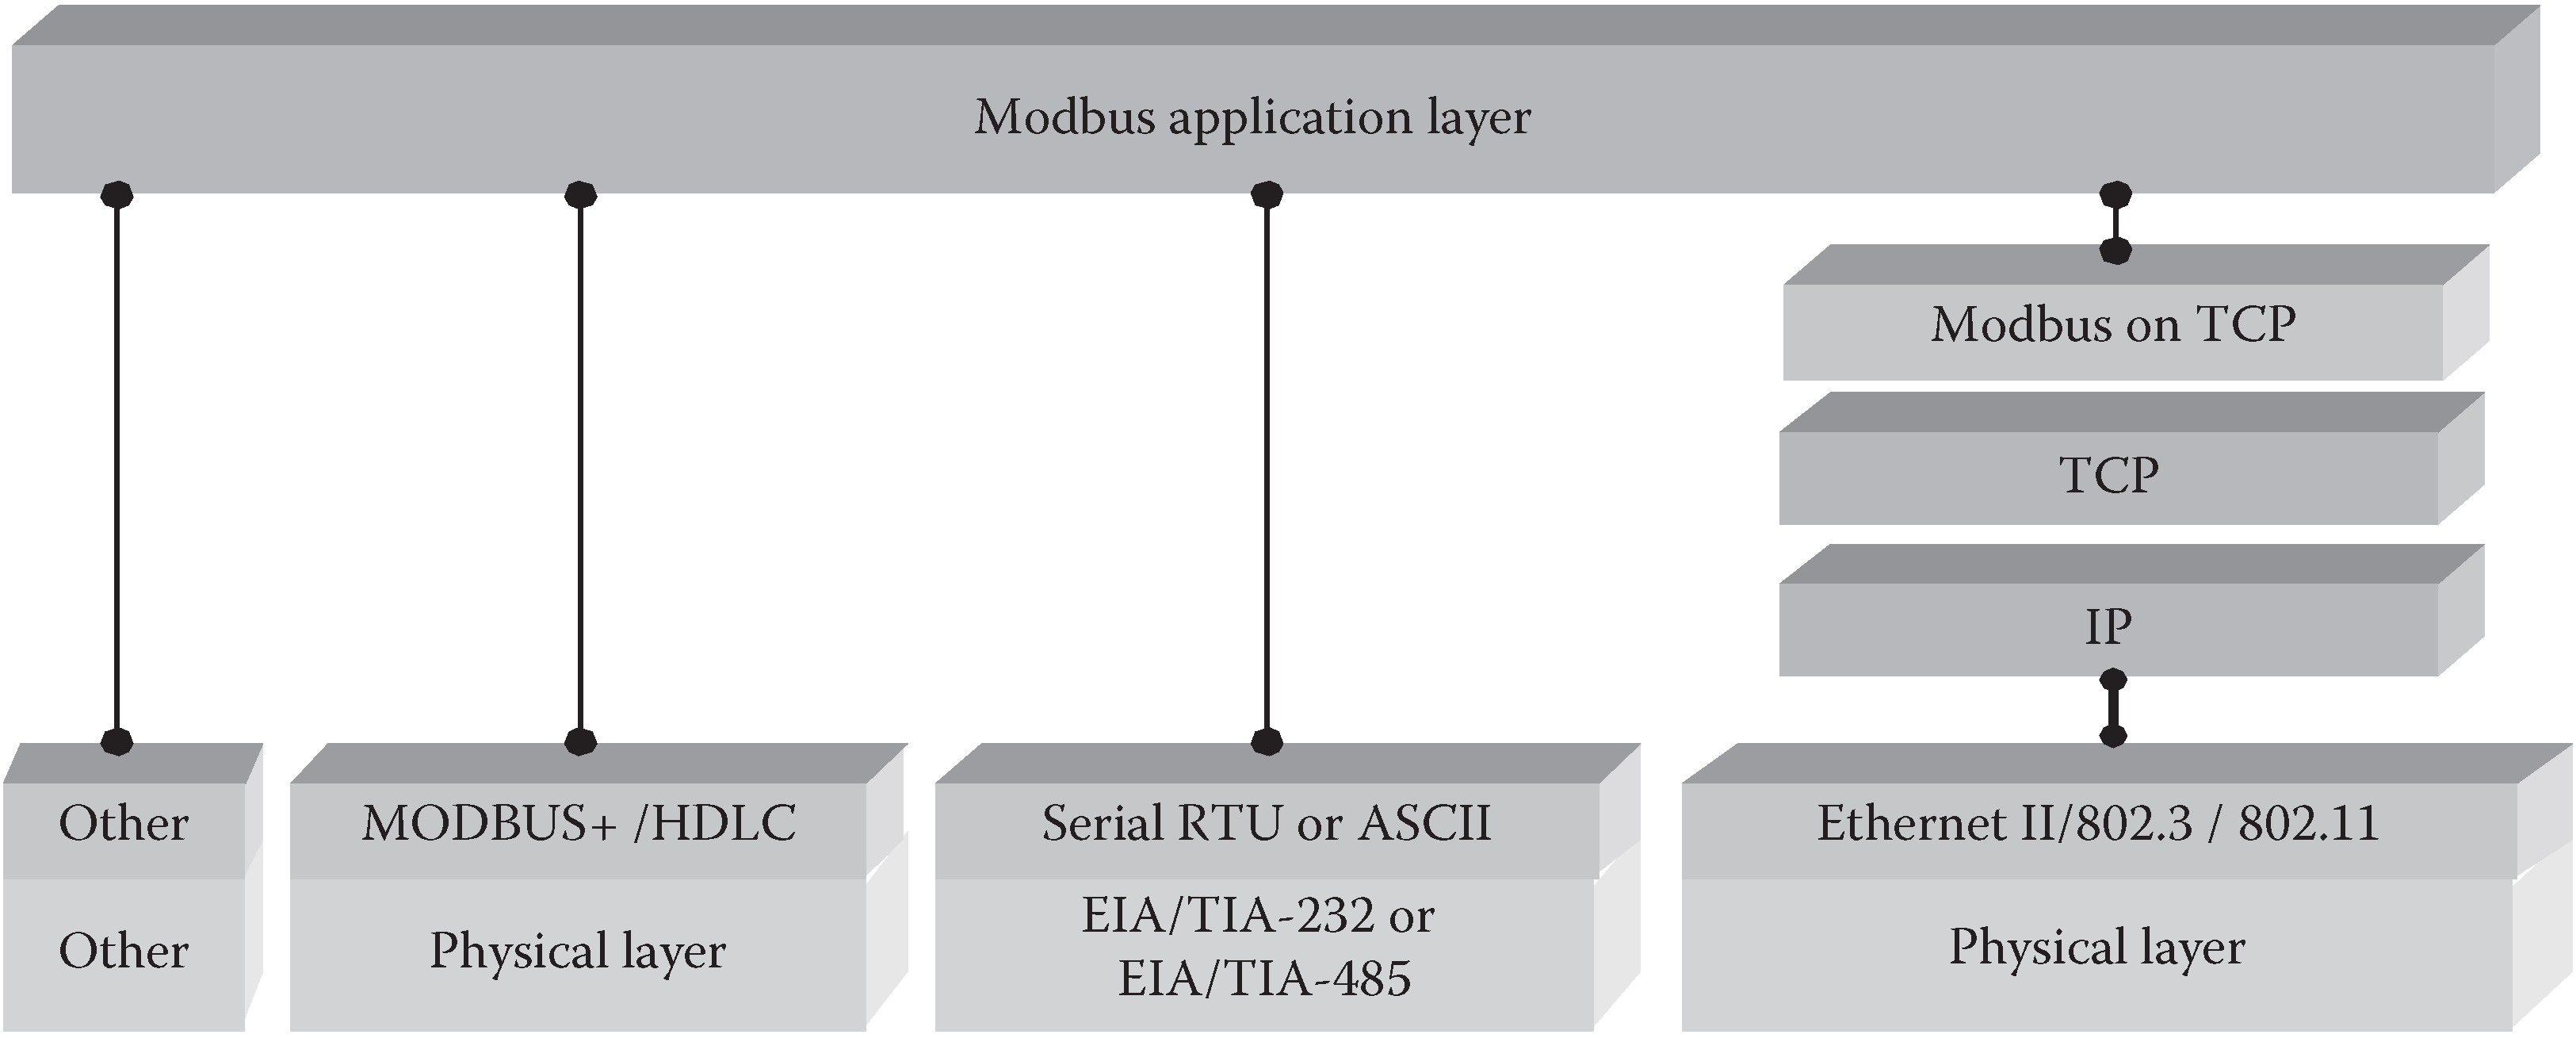 Modbus application layer
Modbus on TCP
TCP
IP
Other
MODBUS+ /HDLC
Serial RTU or ASCII
Ethernet II/802.3 / 802.11
Other
Physical layer
EIA/TIA-232 or
EIA/TIA-485
Physical layer